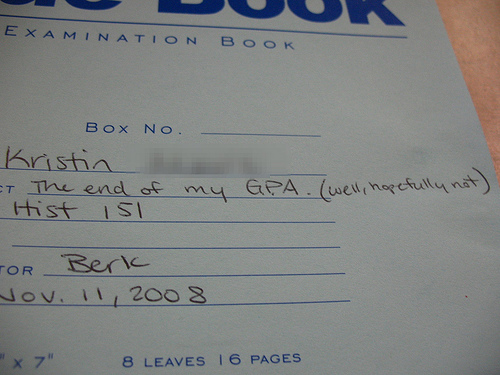 Book
EXAMINATION BOOK
BOX NO.
Kristin
The end of my GPA. (well, hopefully not)
Hist 151
Berk
Nov. 11, 2008
" x 7" 8 LEAVES 16 PAGES